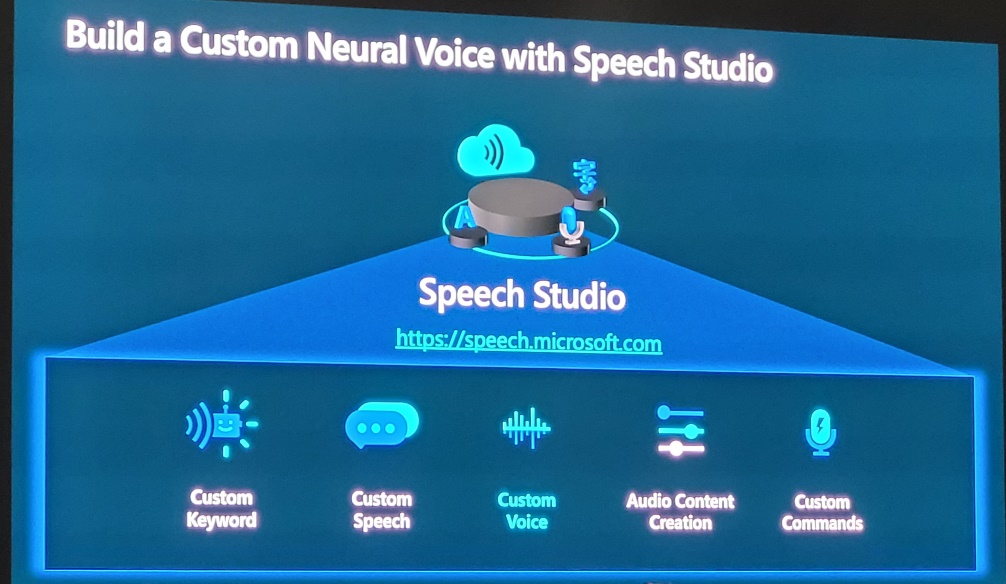 Build a Custom Neural Voice with Speech Studio
字
A
Speech Studio
https://speech.microsoft.com
Custom
Keyword
Custom
Speech
Custom
Voice
Audio Content
Creation
Custom
Commands